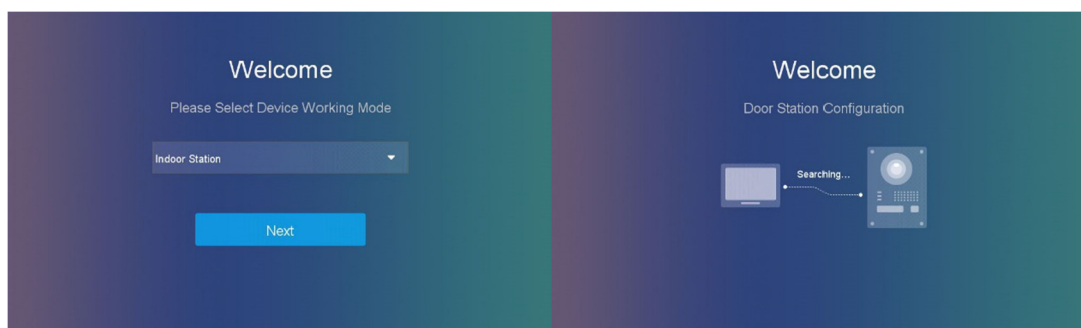 Welcome
Please Select Device Working Mode
Indoor Station
Next
Welcome
Door Station Configuration
Searching...